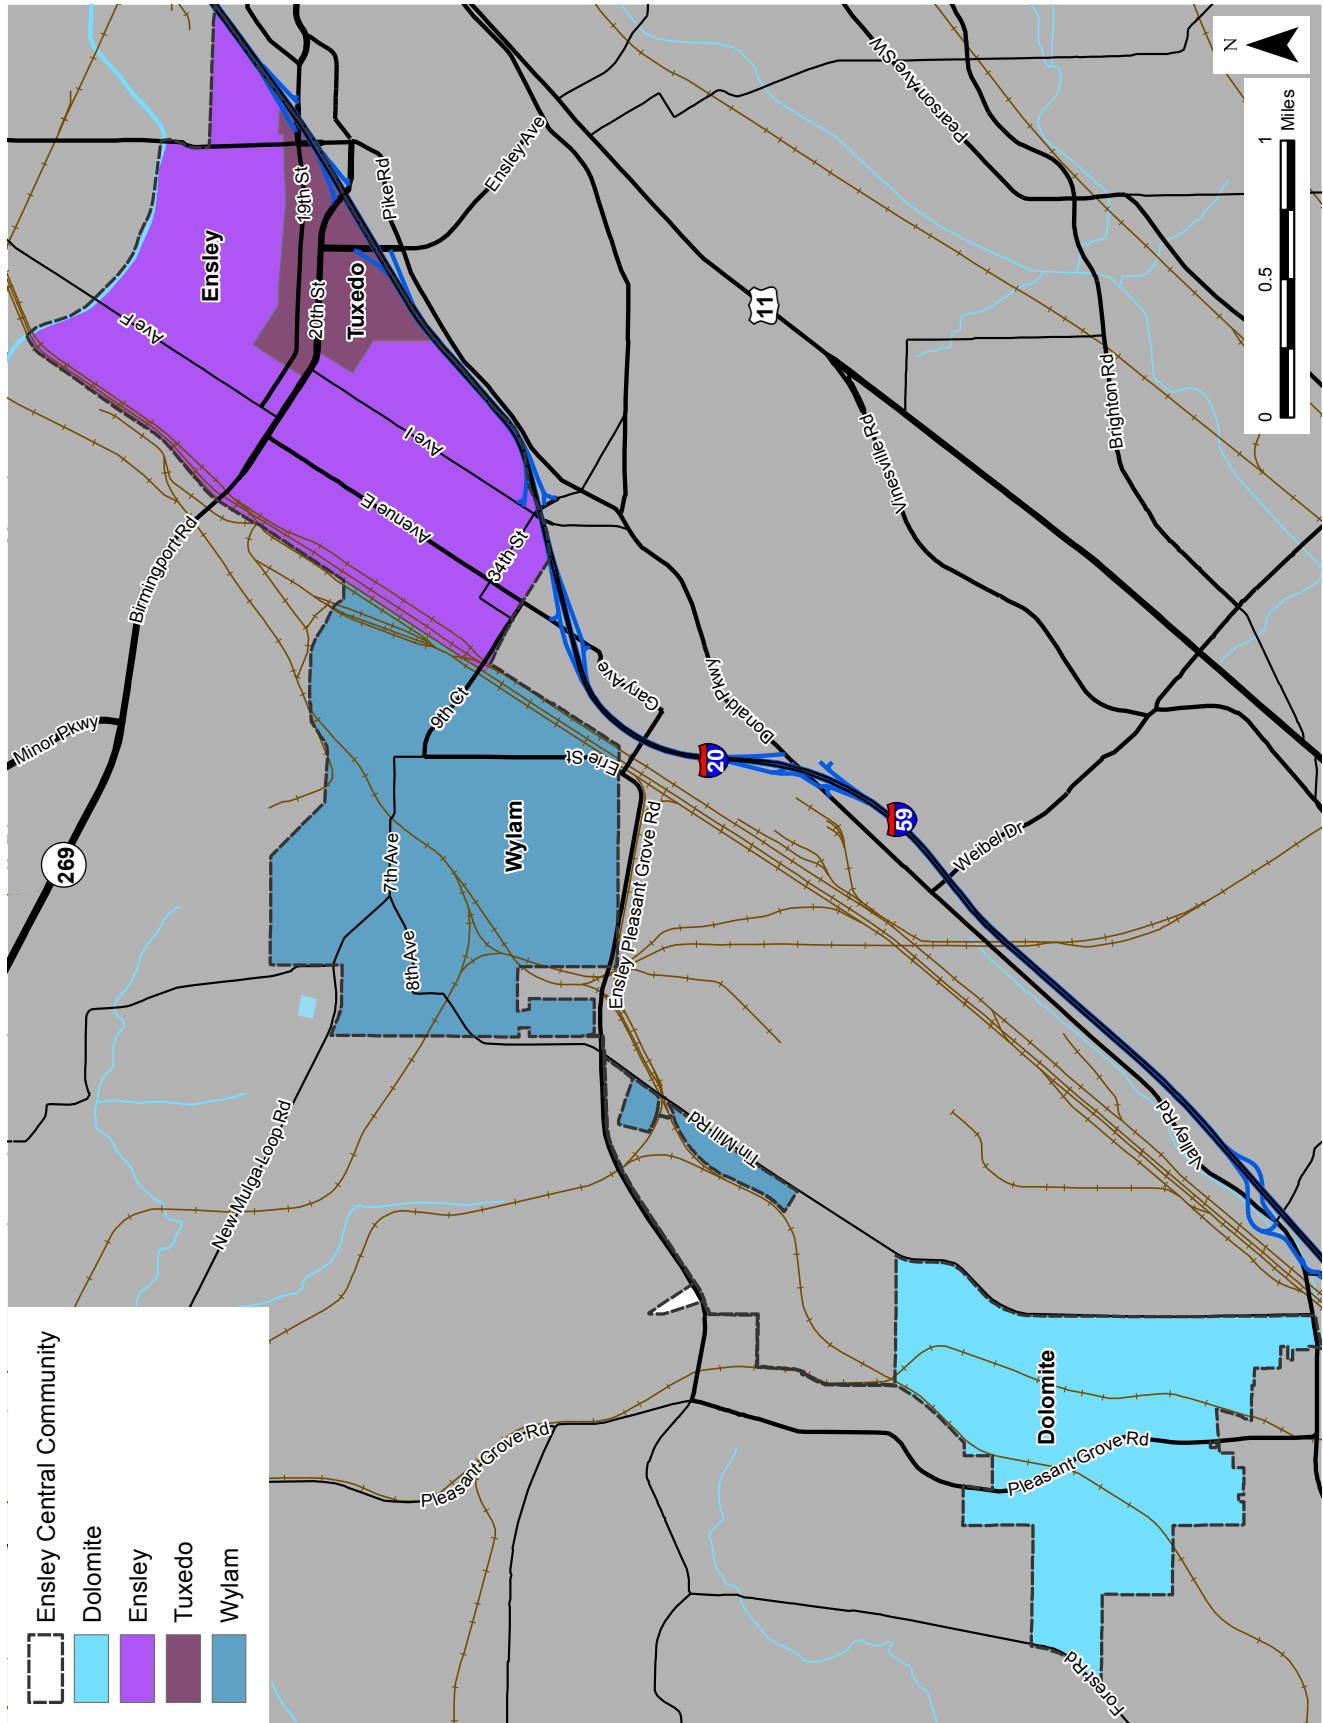 Ensley Central Community
Dolomite
Ensley
Tuxedo
Wylam
N
0
0.5
1
Miles
269
Minor Pkwy
Birmingport Rd
Ave F
Ensley
19th St
20th St
Tuxedo
Pike Rd
Ensley Ave
Pearson Ave SW
Ave I
Avenue E
34th St
11
Vinesville Rd
Brighton Rd
9th Ct
Gary Ave
Donald Pkwy
Erie St
20
59
Weibel Dr
Wylam
7th Ave
8th Ave
Ensley Pleasant Grove Rd
New Mulga Loop Rd
Tin Mill Rd
Valley Rd
Pleasant Grove Rd
Dolomite
Pleasant Grove Rd
Forest Rd